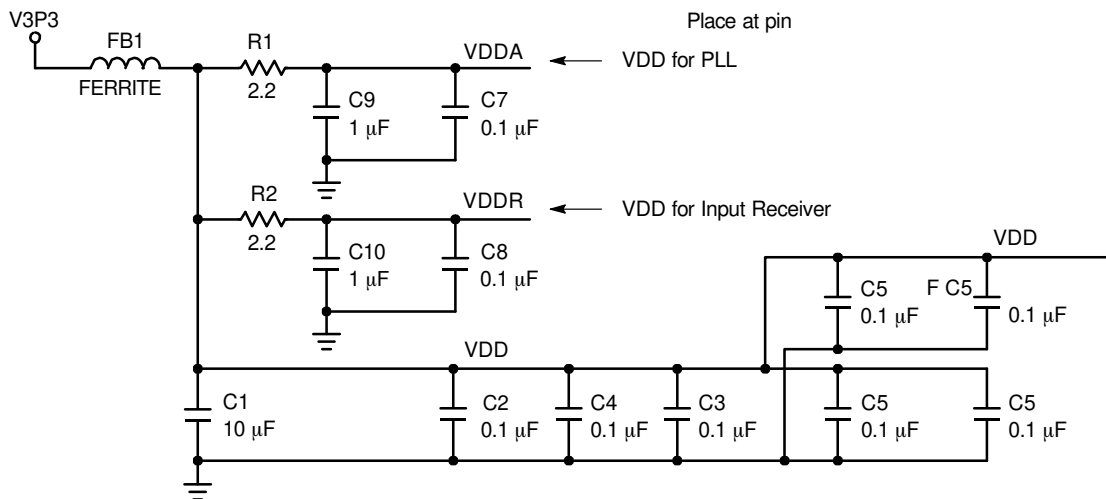 V3P3
FB1
FERRITE
R1
2.2
VDDA
Place at pin
VDD for PLL
C9
1 μF
C7
0.1 μF
R2
2.2
VDDR
VDD for Input Receiver
C10
1 μF
C8
0.1 μF
VDD
C5
0.1 μF
F C5
0.1 μF
VDD
C1
10 μF
C2
0.1 μF
C4
0.1 μF
C3
0.1 μF
C5
0.1 μF
C5
0.1 μF